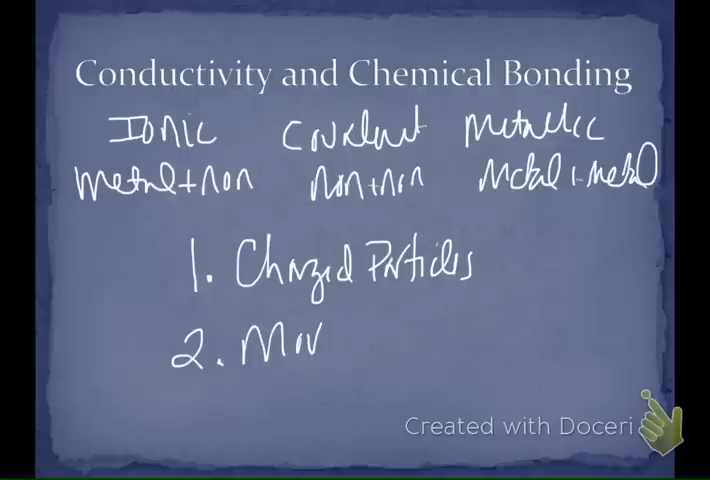 Conductivity and Chemical Bonding
Ionic Covalent Metallic
Metal+non non+non Metal+metal
1. Charged Particles
2. Mov
Created with Doceri